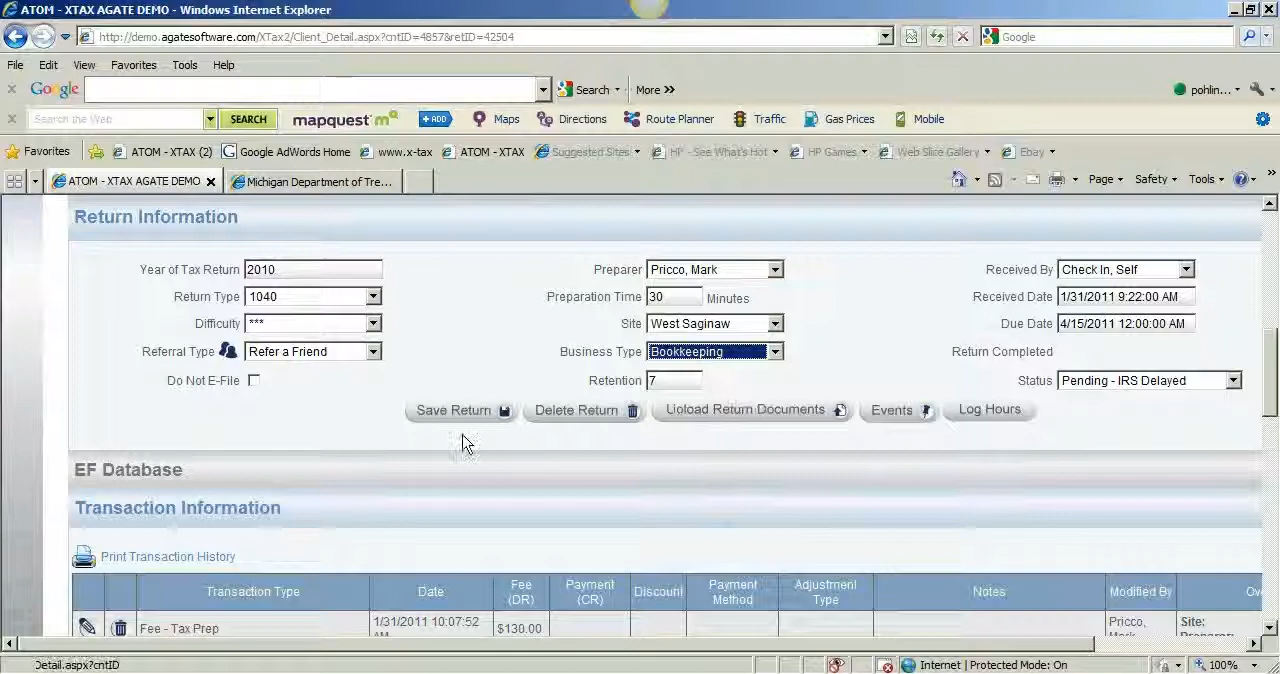 ATOM - XTAX AGATE DEMO - Windows Internet Explorer
http://demo.agatesoftware.com/XTax2/Client_Detail.aspx?cntID=4857&retID=42504
Google
File Edit View Favorites Tools Help
Google Search More >> pohlin...
Search the Web SEARCH mapquest m + ADD Maps Directions Route Planner Traffic Gas Prices Mobile
Favorites ATOM - XTAX (2) Google AdWords Home www.x-tax ATOM - XTAX Suggested Sites HP - See What's Hot HP Games Web Slice Gallery Ebay
ATOM - XTAX AGATE DEMO Michigan Department of Tre... Page Safety Tools
Return Information
Year of Tax Return 2010 Preparer Pricco, Mark Received By Check In, Self
Return Type 1040 Preparation Time 30 Minutes Received Date 1/31/2011 9:22:00 AM
Difficulty *** Site West Saginaw Due Date 4/15/2011 12:00:00 AM
Referral Type Refer a Friend Business Type Bookkeeping Return Completed
Do Not E-File Retention 7 Status Pending - IRS Delayed
Save Return Delete Return Upload Return Documents Events Log Hours
EF Database
Transaction Information
Print Transaction History
Transaction Type Date Fee (DR) Payment (CR) Discount Payment Method Adjustment Type Notes Modified By
Fee - Tax Prep 1/31/2011 10:07:52 AM $130.00 Pricco, Mark Site:
Detail.aspx?cntID Internet | Protected Mode: On 100%